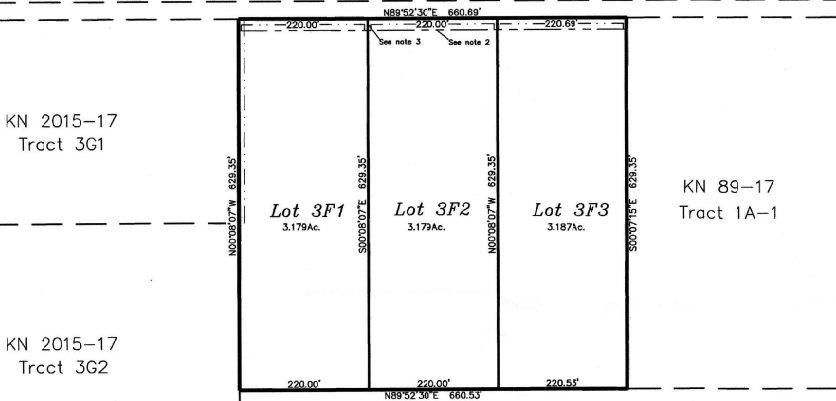 N89°52'30"E 660.69'
220.00'
220.00'
220.69'
See note 3
See note 2
KN 2015-17
Tract 3G1
N00°08'07"W 629.35'
S00°08'07"E 629.35'
N00°08'07"W 629.35'
S00°07'15"E 629.35'
KN 89-17
Tract 1A-1
Lot 3F1
3.179Ac.
Lot 3F2
3.179Ac.
Lot 3F3
3.187Ac.
KN 2015-17
Tract 3G2
220.00'
220.00'
220.53'
N89°52'30"E 660.53'